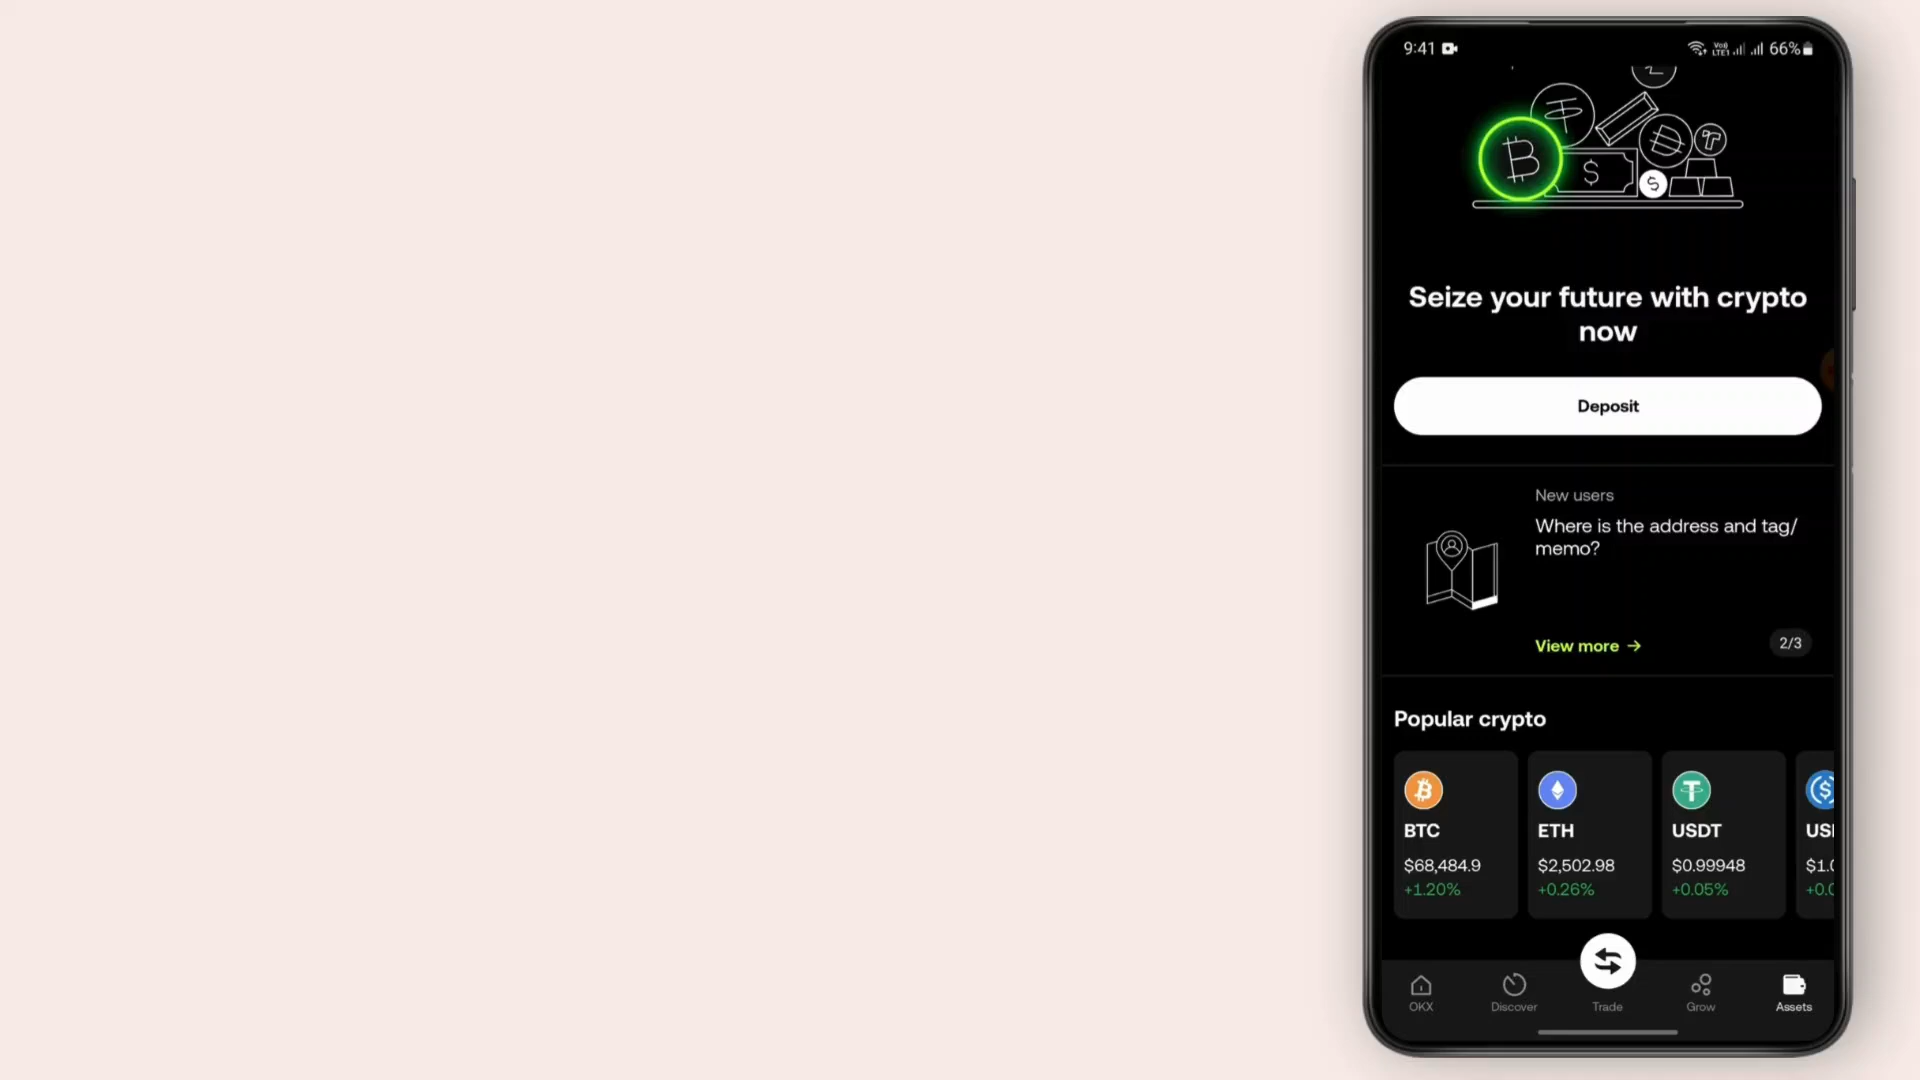 9:41
66%
Seize your future with crypto
now
Deposit
New users
Where is the address and tag/
memo?
View more →
2/3
Popular crypto
BTC
$68,484.9
+1.20%
ETH
$2,502.98
+0.26%
USDT
$0.99948
+0.05%
OKX
Discover
Trade
Grow
Assets